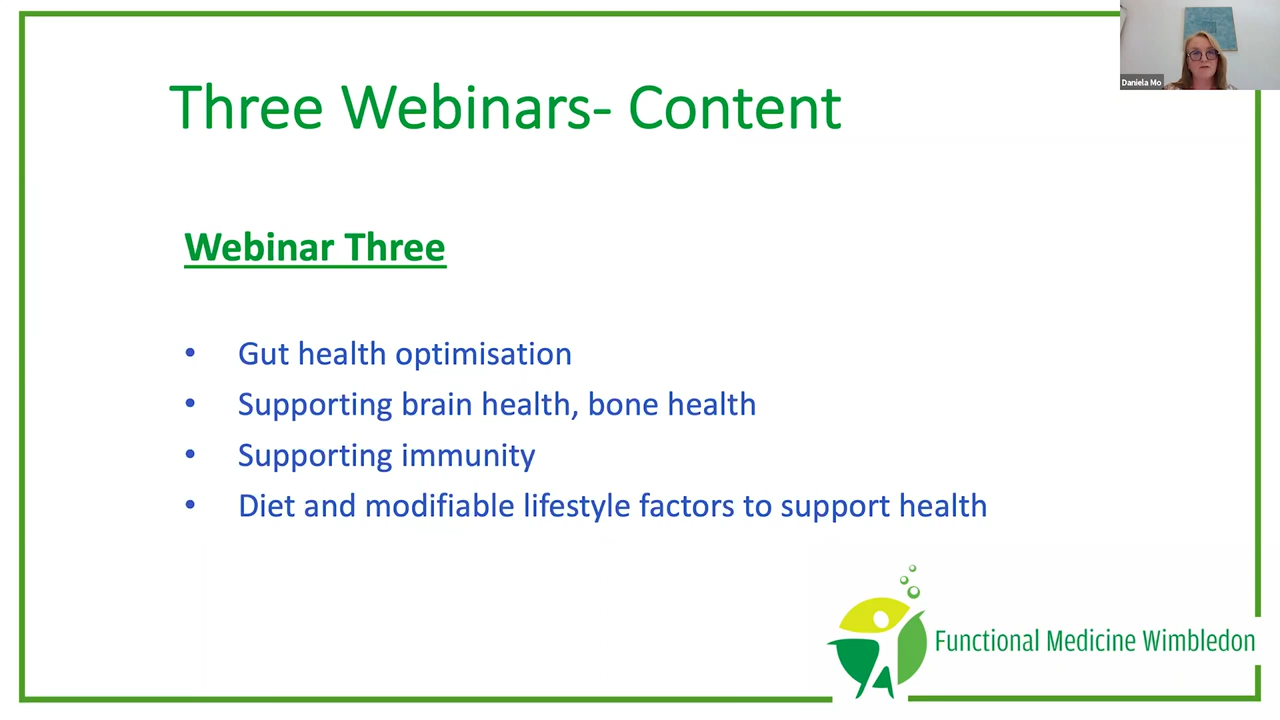 Three Webinars- Content
Daniela Mo
Webinar Three
• Gut health optimisation
• Supporting brain health, bone health
• Supporting immunity
• Diet and modifiable lifestyle factors to support health
Functional Medicine Wimbledon